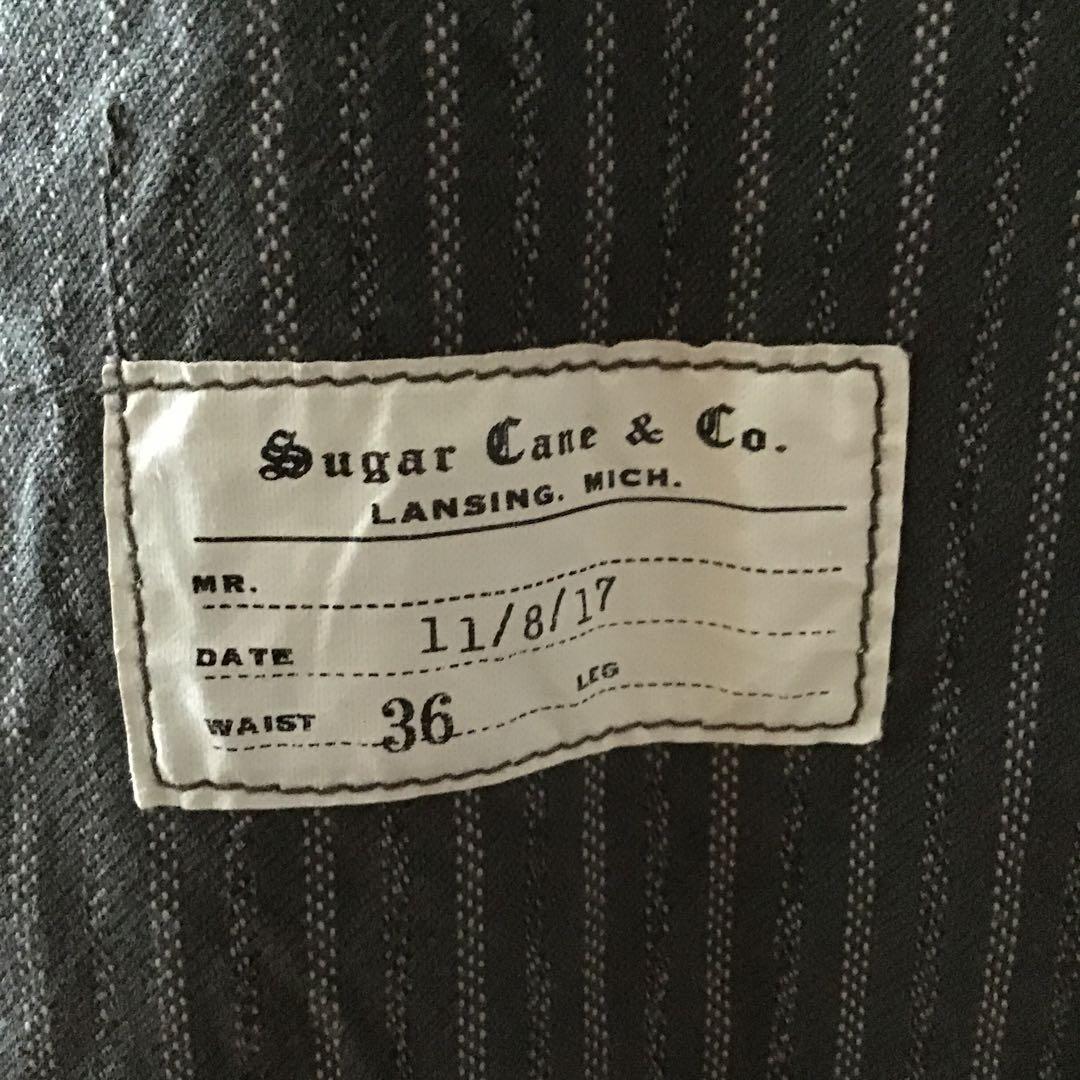 Sugar Cane & Co.
LANSING. MICH.
MR.
DATE 11/8/17
WAIST 36 LEG